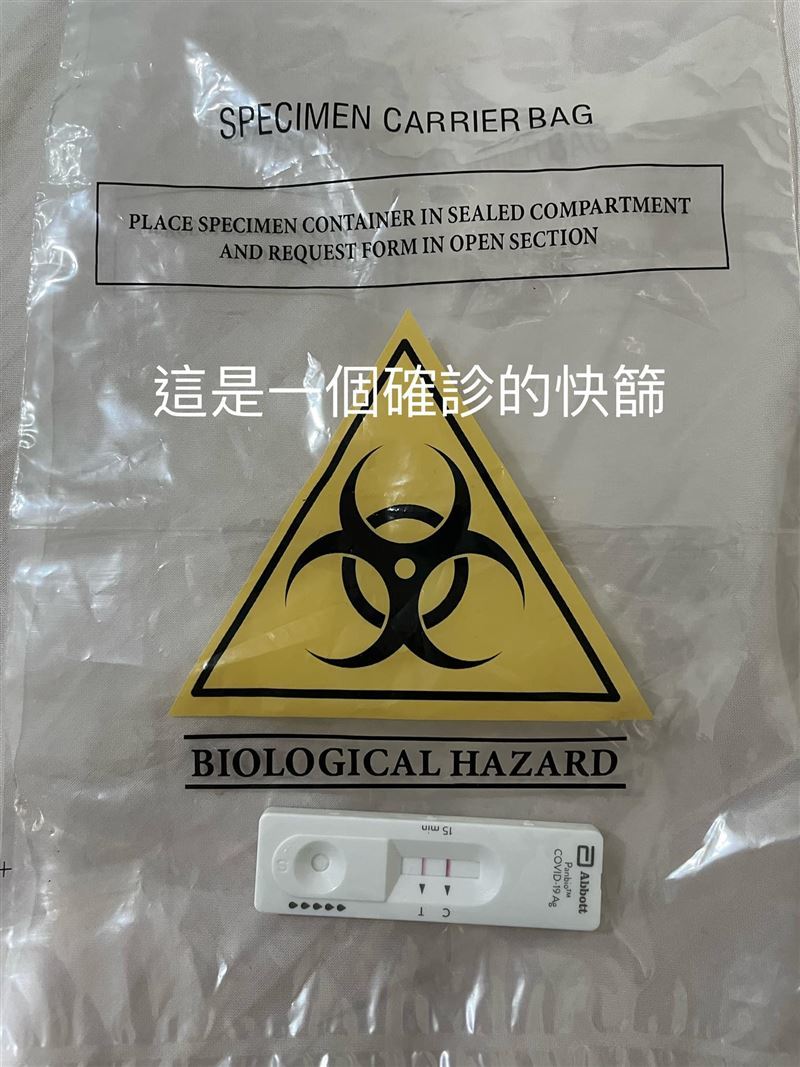 SPECIMEN CARRIER BAG
PLACE SPECIMEN CONTAINER IN SEALED COMPARTMENT
AND REQUEST FORM IN OPEN SECTION
這是一個確診的快篩
BIOLOGICAL HAZARD
15 min
C T
Abbott
Panbio™
COVID-19 Ag